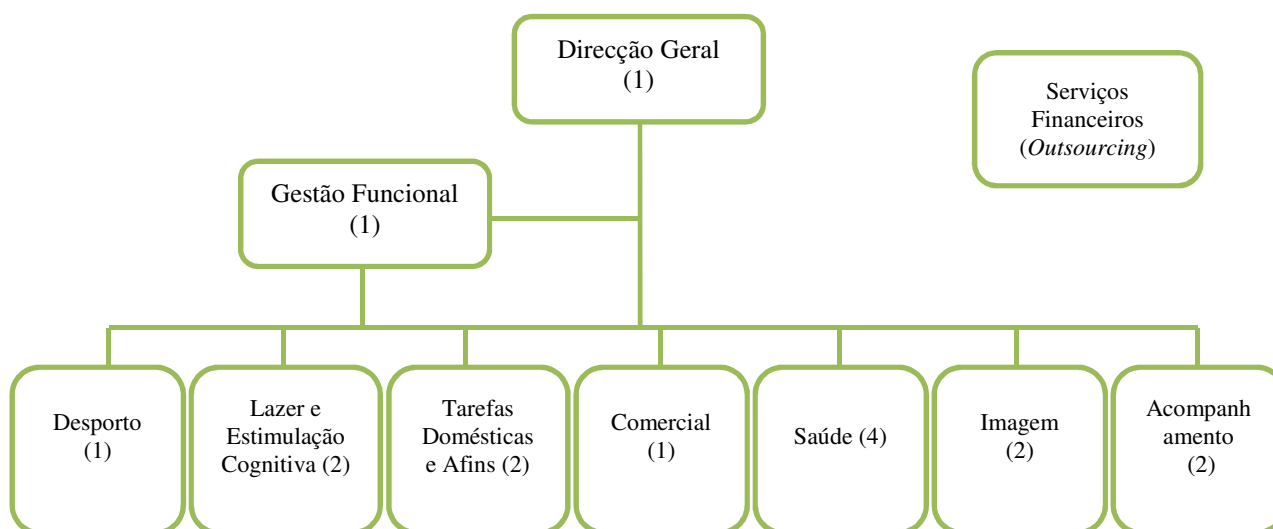 Direcção Geral
(1)
Serviços
Financeiros
(Outsourcing)
Gestão Funcional
(1)
Desporto
(1)
Lazer e
Estimulação
Cognitiva (2)
Tarefas
Domésticas
e Afins (2)
Comercial
(1)
Saúde (4)
Imagem
(2)
Acompanh
amento
(2)